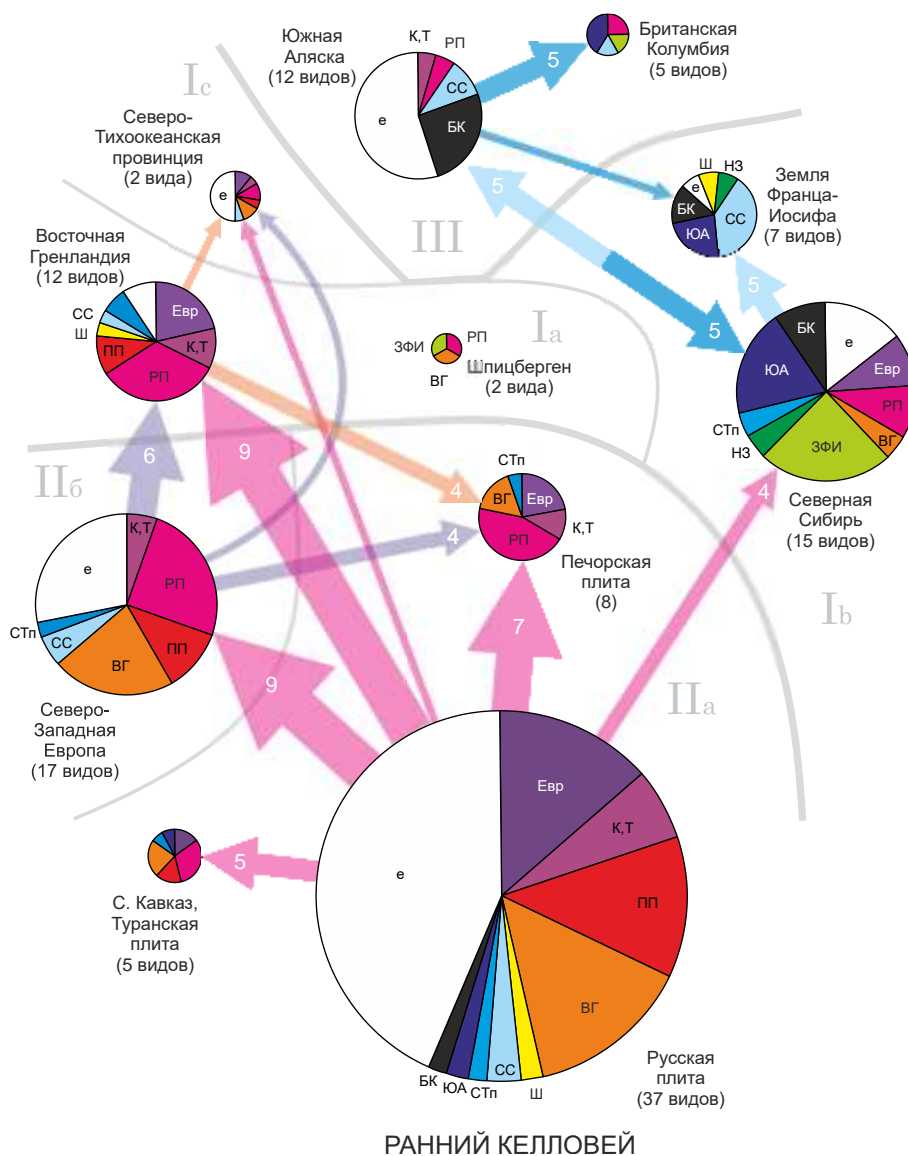 Южная
Аляска
(12 видов)
К,Т
РП
СС
БК
е
5
Британская
Колумбия
(5 видов)
Iс
Северо-
Тихоокеанская
провинция
(2 вида)
е
III
5
Ш
НЗ
е
БК
СС
ЮА
Земля
Франца-
Иосифа
(7 видов)
Восточная
Гренландия
(12 видов)
СС
Ш
ПП
Евр
К,Т
РП
Ia
ЗФИ
РП
ВГ
Шпицберген
(2 вида)
5
5
БК
е
ЮА
Евр
РП
СТп
ВГ
НЗ
ЗФИ
Северная
Сибирь
(15 видов)
IIб
6
9
4
4
4
СТп
ВГ
Евр
К,Т
РП
Печорская
плита
(8)
Ib
К,Т
е
РП
СТп
СС
ПП
ВГ
Северо-
Западная
Европа
(17 видов)
7
9
IIa
5
С. Кавказ,
Туранская
плита
(5 видов)
Евр
К,Т
е
ПП
ВГ
БК
ЮА
СТп
СС
Ш
Русская
плита
(37 видов)
РАННИЙ КЕЛЛОВЕЙ